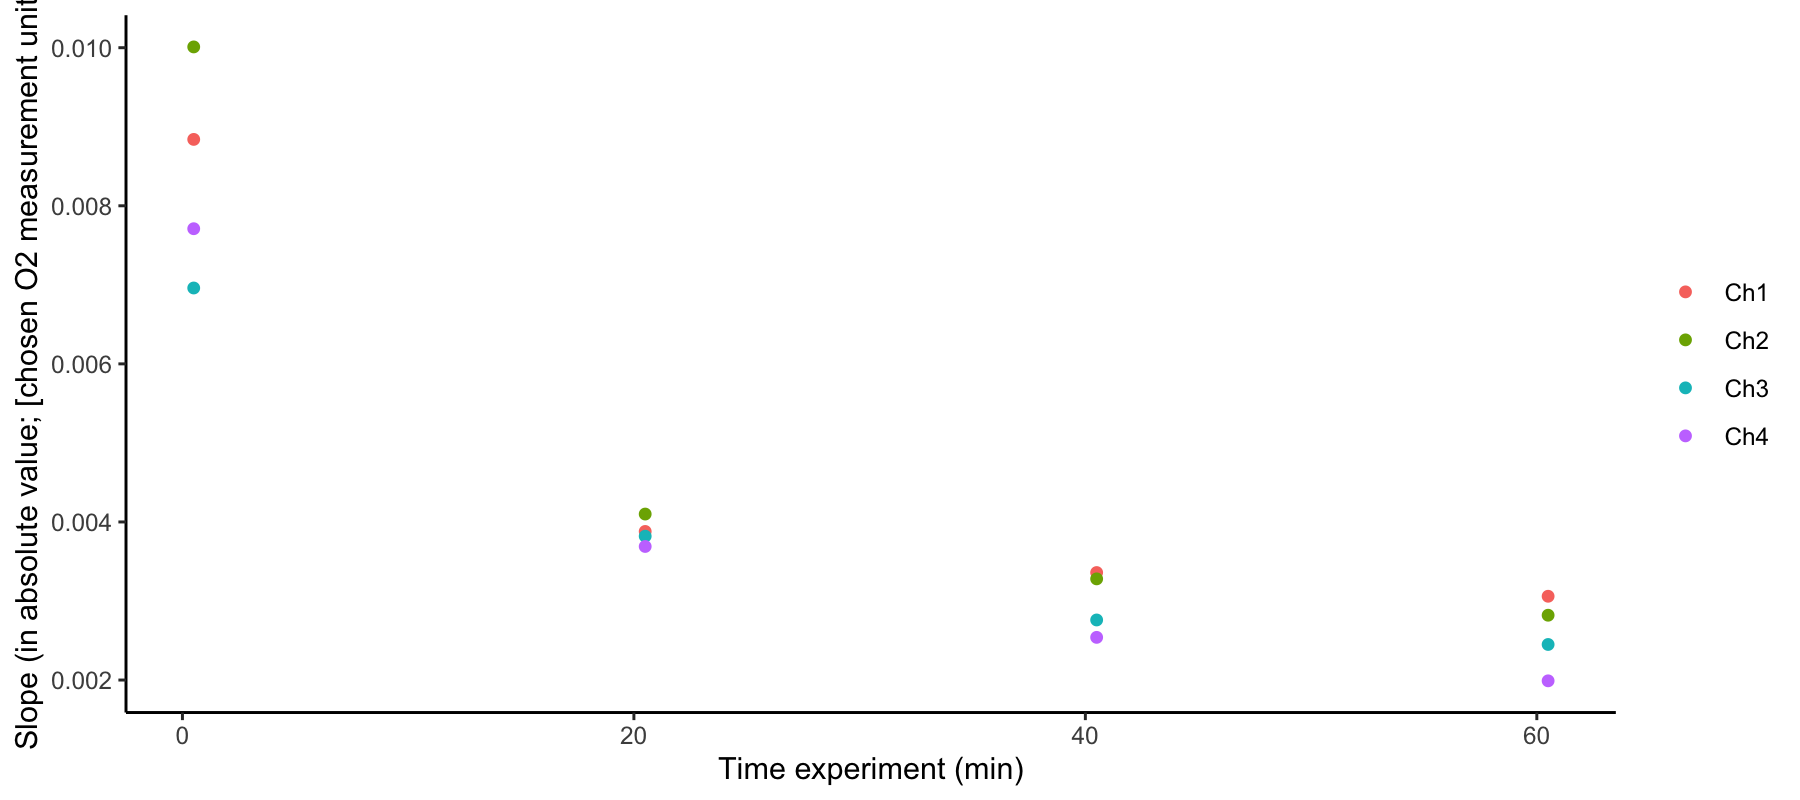 Slope (in absolute value; [chosen O2 measurement unit
0.010
0.008
0.006
0.004
0.002
0
20
40
60
Time experiment (min)
Ch1
Ch2
Ch3
Ch4